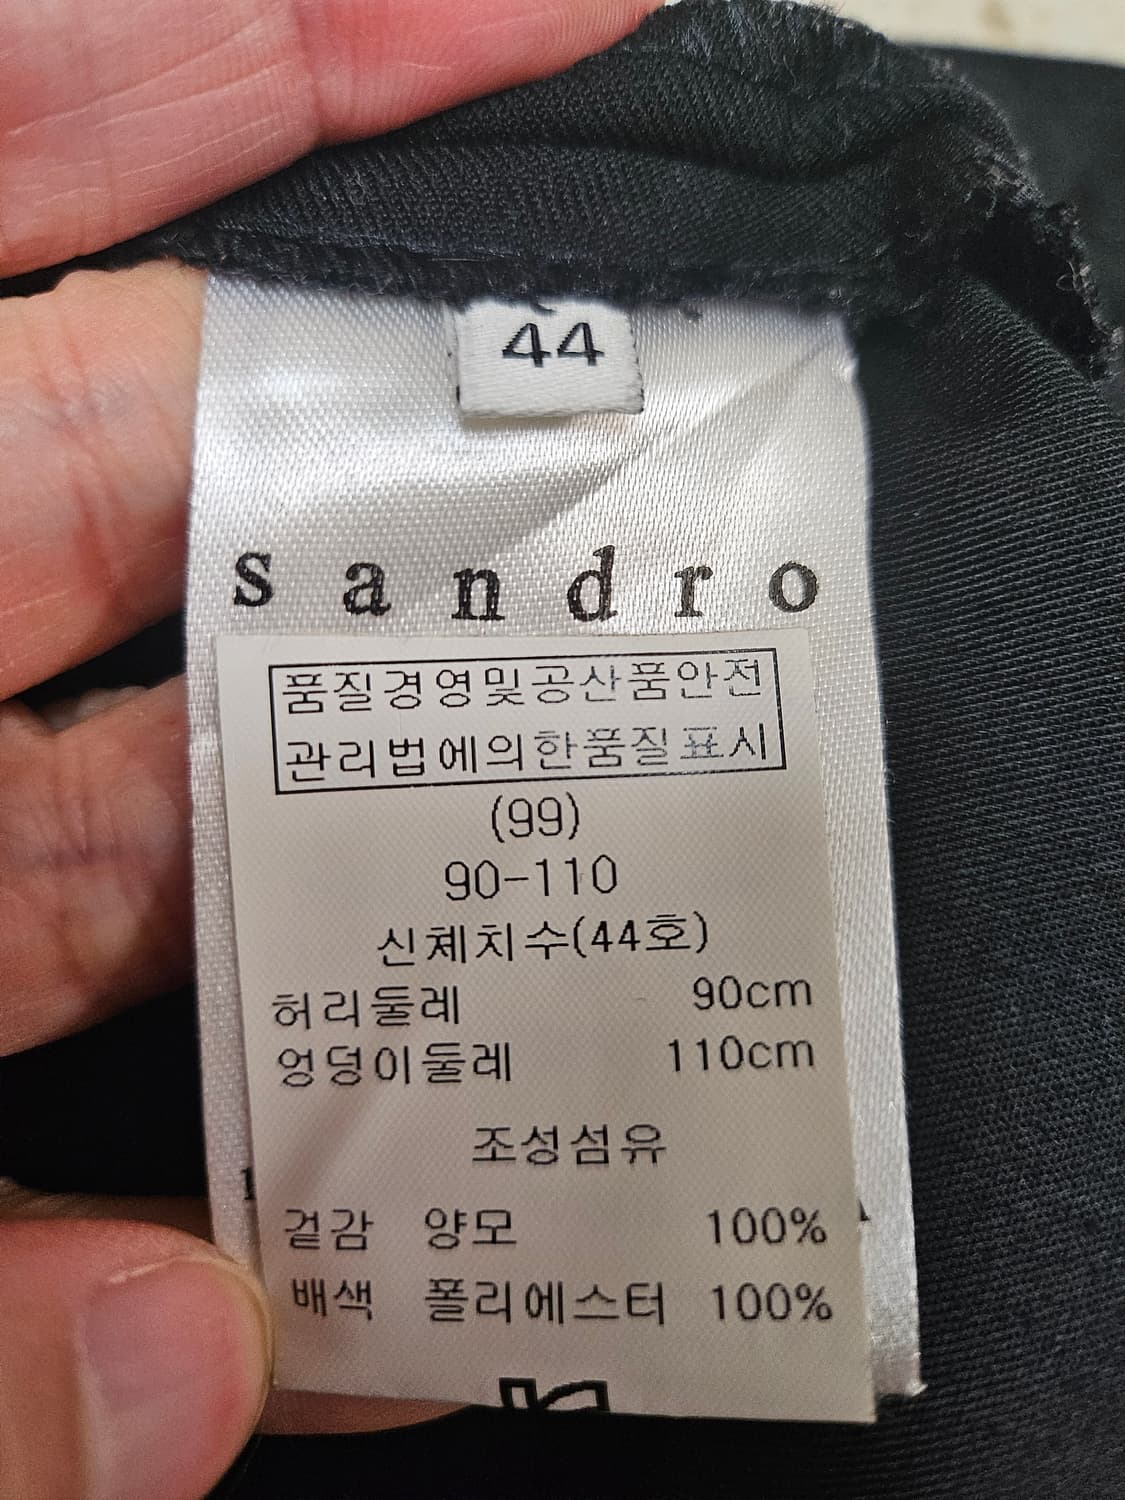 44
sandro
품질경영및공산품안전
관리법에의한품질표시
(99)
90-110
신체치수(44호)
허리둘레 90cm
엉덩이둘레 110cm
조성섬유
겉감 양모 100%
배색 폴리에스터 100%